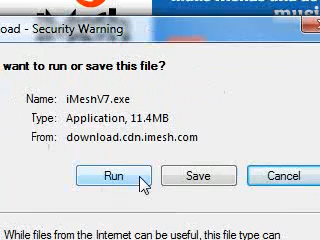 music
oad - Security Warning
want to run or save this file?
Name: iMeshV7.exe
Type: Application, 11.4MB
From: download.cdn.imesh.com
Run Save Cancel
While files from the Internet can be useful, this file type can